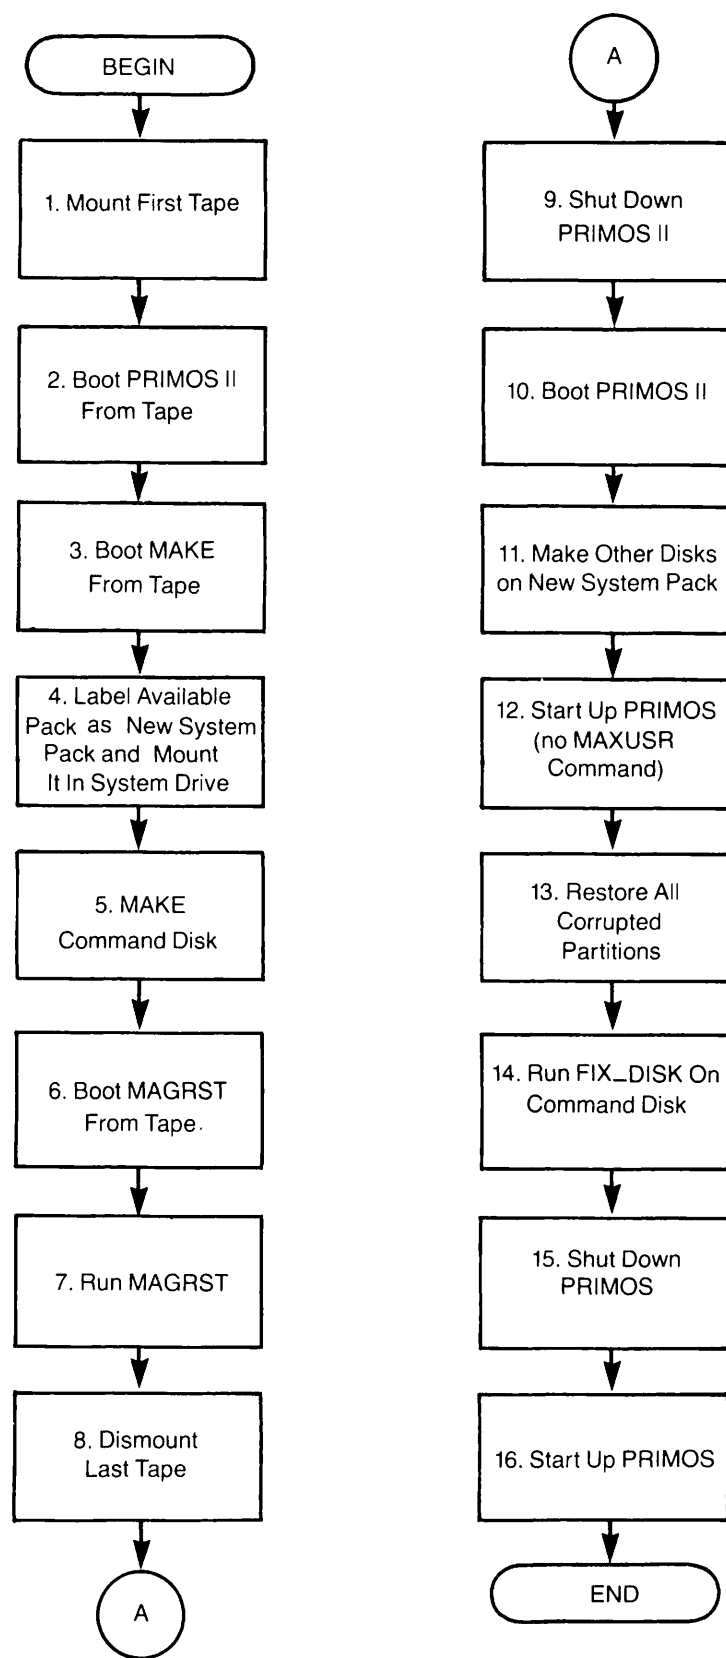 BEGIN
1. Mount First Tape
2. Boot PRIMOS II
From Tape
3. Boot MAKE
From Tape
4. Label Available
Pack as New System
Pack and Mount
It In System Drive
5. MAKE
Command Disk
6. Boot MAGRST
From Tape.
7. Run MAGRST
8. Dismount
Last Tape
A
A
9. Shut Down
PRIMOS II
10. Boot PRIMOS II
11. Make Other Disks
on New System Pack
12. Start Up PRIMOS
(no MAXUSR
Command)
13. Restore All
Corrupted
Partitions
14. Run FIX_DISK On
Command Disk
15. Shut Down
PRIMOS
16. Start Up PRIMOS
END